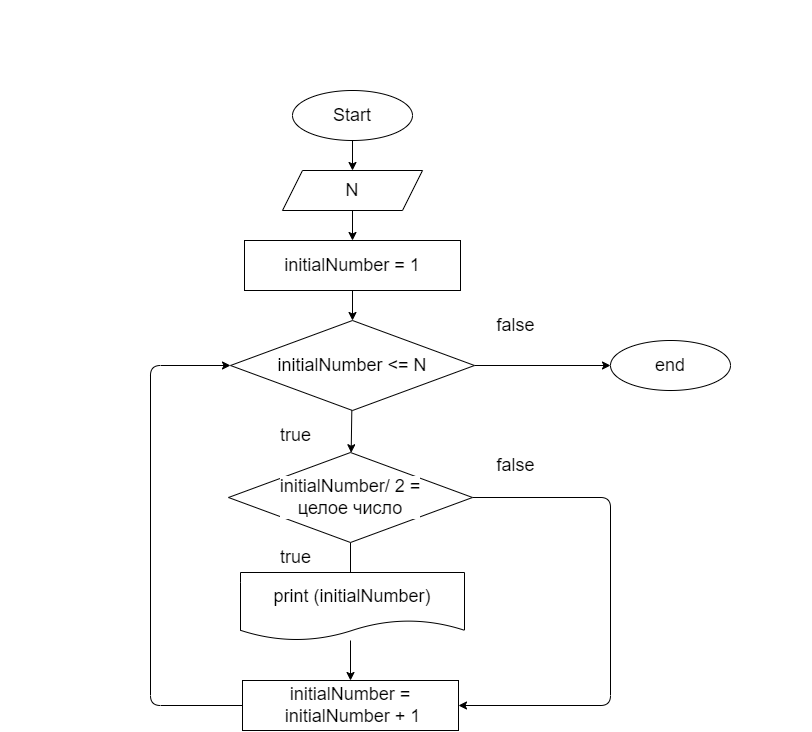 Start
N
initialNumber = 1
false
initialNumber <= N
end
true
false
initialNumber/ 2 =
целое число
true
print (initialNumber)
initialNumber =
initialNumber + 1